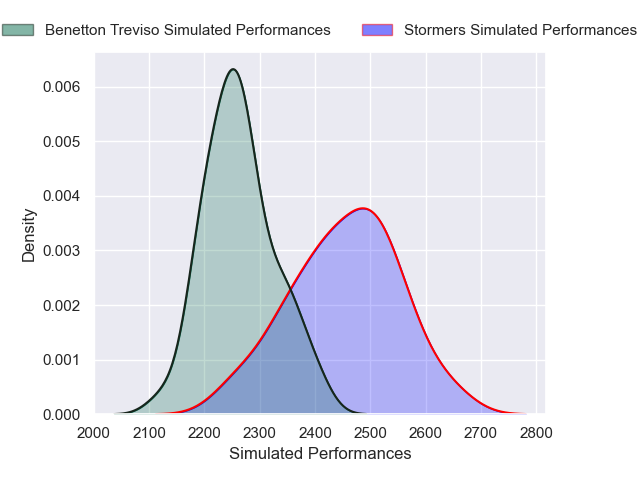 Benetton Treviso Simulated Performances Stormers Simulated Performances
0.006
0.005
0.004
0.003
0.002
0.001
0.000
Density
2000 2100 2200 2300 2400 2500 2600 2700 2800
Simulated Performances